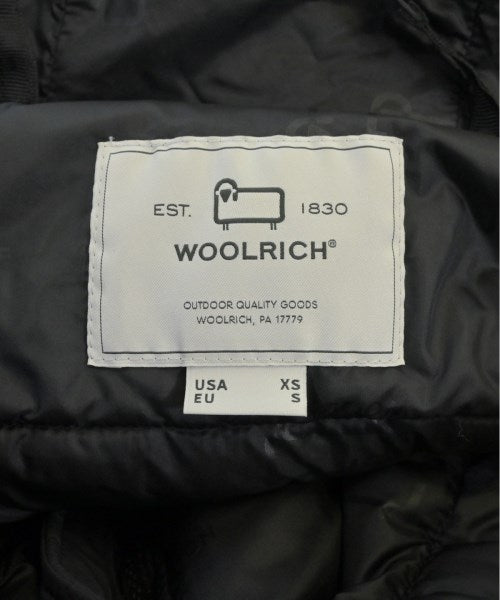 EST. 1830
WOOLRICH®
OUTDOOR QUALITY GOODS
WOOLRICH, PA 17779
USA XS
EU S